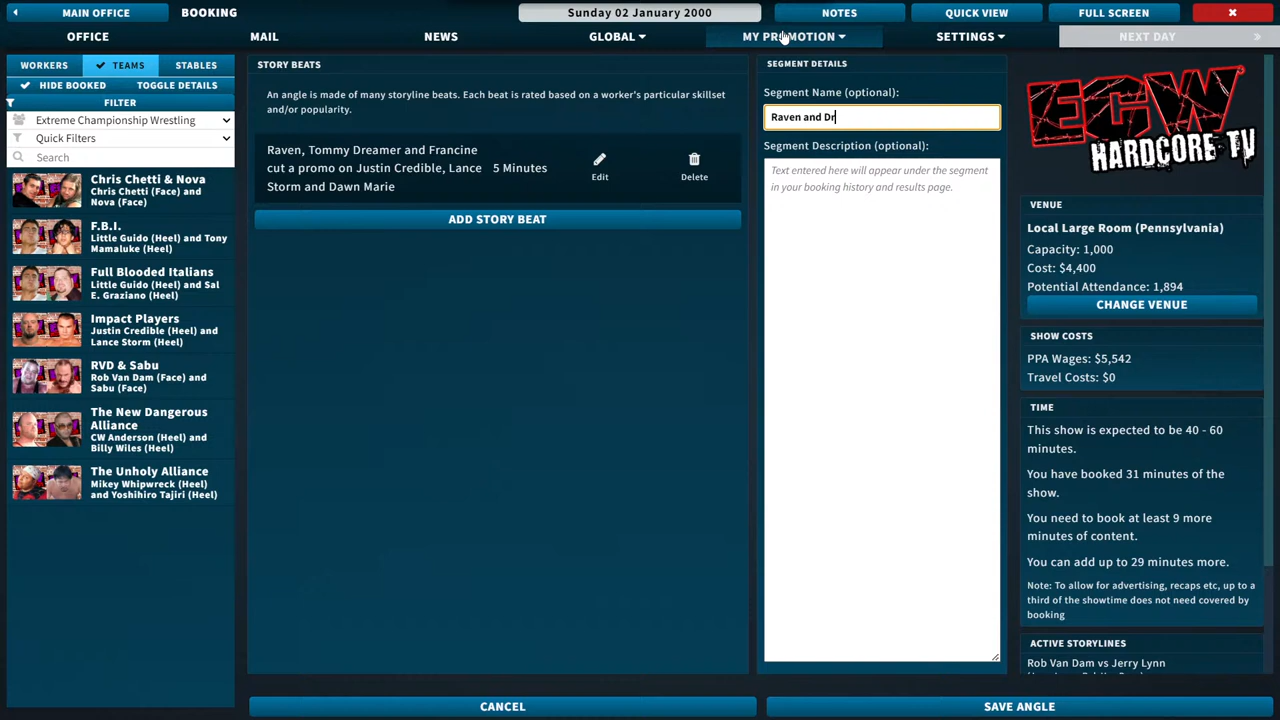 MAIN OFFICE
BOOKING
Sunday 02 January 2000
NOTES
QUICK VIEW
FULL SCREEN
OFFICE
MAIL
NEWS
GLOBAL
MY PROMOTION
SETTINGS
NEXT DAY
WORKERS
TEAMS
STABLES
HIDE BOOKED
TOGGLE DETAILS
FILTER
Extreme Championship Wrestling
Quick Filters
Search
Chris Chetti & Nova
Chris Chetti (Face) and
Nova (Face)
F.B.I.
Little Guido (Heel) and Tony
Mamaluke (Heel)
Full Blooded Italians
Little Guido (Heel) and Sal
E. Graziano (Heel)
Impact Players
Justin Credible (Heel) and
Lance Storm (Heel)
RVD & Sabu
Rob Van Dam (Face) and
Sabu (Face)
The New Dangerous
Alliance
CW Anderson (Heel) and
Billy Wiles (Heel)
The Unholy Alliance
Mikey Whipwreck (Heel)
and Yoshihiro Tajiri (Heel)
STORY BEATS
An angle is made of many storyline beats. Each beat is rated based on a worker's particular skillset
and/or popularity.
Raven, Tommy Dreamer and Francine
cut a promo on Justin Credible, Lance
Storm and Dawn Marie
5 Minutes
Edit
Delete
ADD STORY BEAT
SEGMENT DETAILS
Segment Name (optional):
Raven and Dr
Segment Description (optional):
Text entered here will appear under the segment
in your booking history and results page.
ECW
HARDCORE TV
VENUE
Local Large Room (Pennsylvania)
Capacity: 1,000
Cost: $4,400
Potential Attendance: 1,894
CHANGE VENUE
SHOW COSTS
PPA Wages: $5,542
Travel Costs: $0
TIME
This show is expected to be 40 - 60
minutes.
You have booked 31 minutes of the
show.
You need to book at least 9 more
minutes of content.
You can add up to 29 minutes more.
Note: To allow for advertising, recaps etc, up to a
third of the showtime does not need covered by
booking
ACTIVE STORYLINES
Rob Van Dam vs Jerry Lynn
CANCEL
SAVE ANGLE